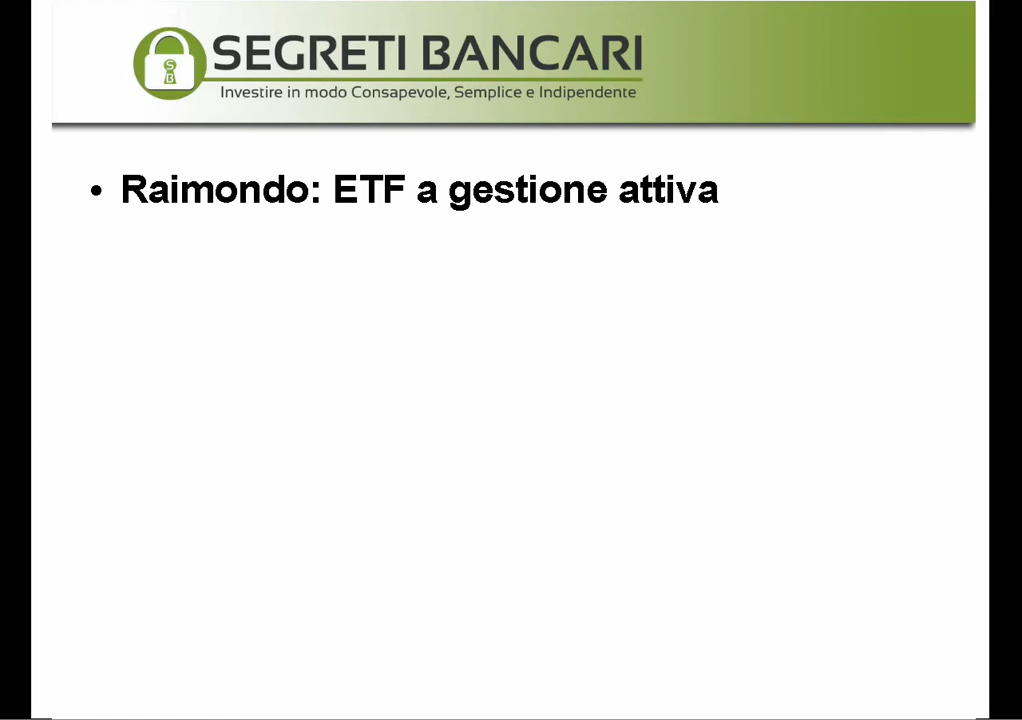 S
B
SEGRETI BANCARI
Investire in modo Consapevole, Semplice e Indipendente
• Raimondo: ETF a gestione attiva